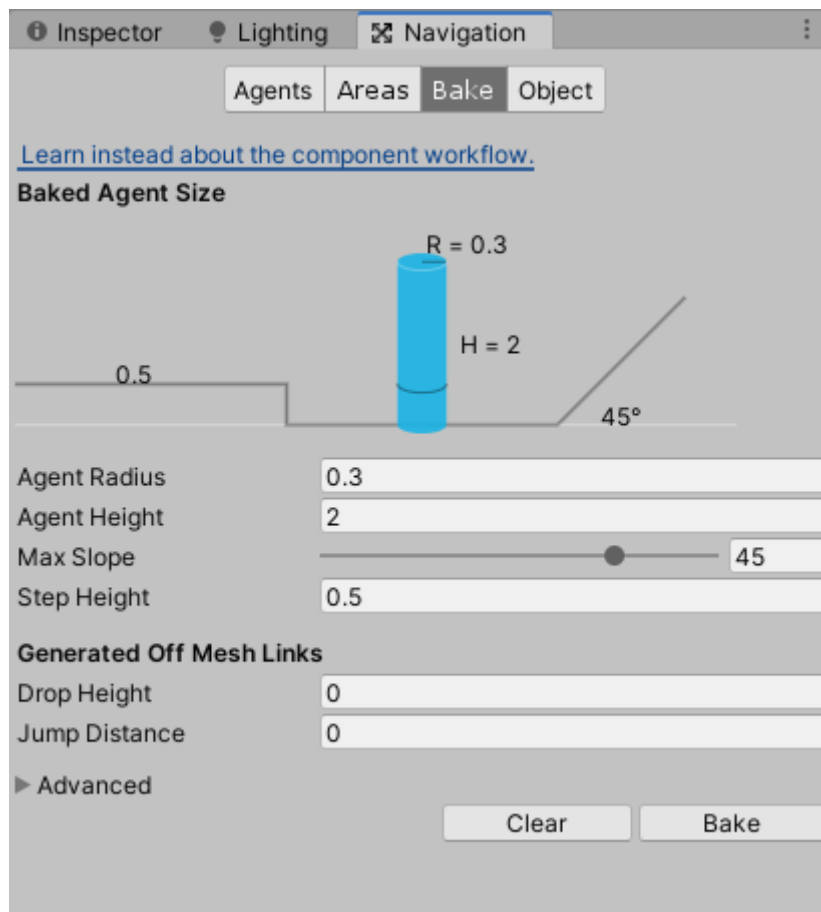 Inspector Lighting Navigation
Agents Areas Bake Object
Learn instead about the component workflow.
Baked Agent Size
R = 0.3
H = 2
0.5
45°
Agent Radius 0.3
Agent Height 2
Max Slope 45
Step Height 0.5
Generated Off Mesh Links
Drop Height 0
Jump Distance 0
Advanced
Clear Bake